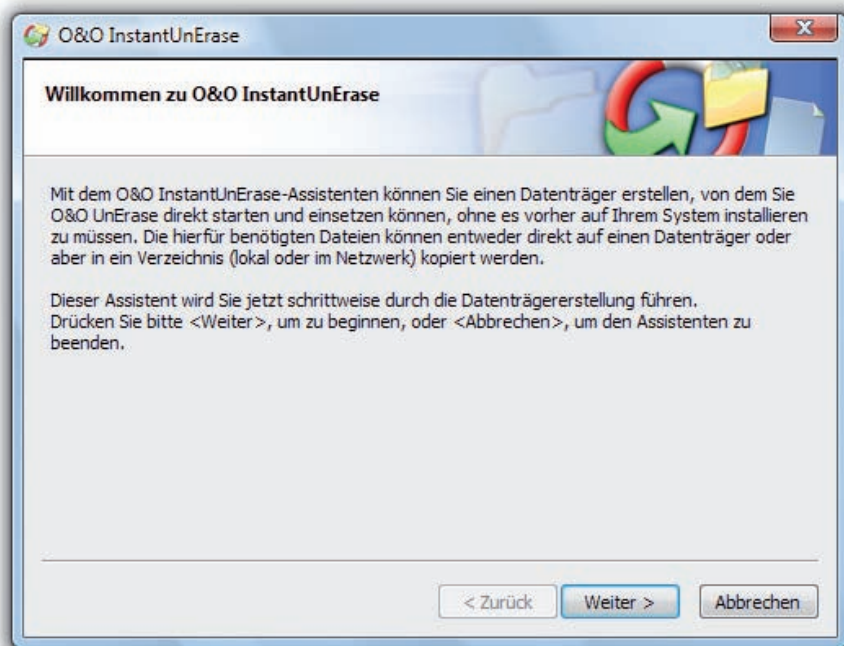 O&O InstantUnErase
Willkommen zu O&O InstantUnErase
Mit dem O&O InstantUnErase-Assistenten können Sie einen Datenträger erstellen, von dem Sie
O&O UnErase direkt starten und einsetzen können, ohne es vorher auf Ihrem System installieren
zu müssen. Die hierfür benötigten Dateien können entweder direkt auf einen Datenträger oder
aber in ein Verzeichnis (lokal oder im Netzwerk) kopiert werden.
Dieser Assistent wird Sie jetzt schrittweise durch die Datenträgererstellung führen.
Drücken Sie bitte <Weiter>, um zu beginnen, oder <Abbrechen>, um den Assistenten zu
beenden.
< Zurück Weiter > Abbrechen